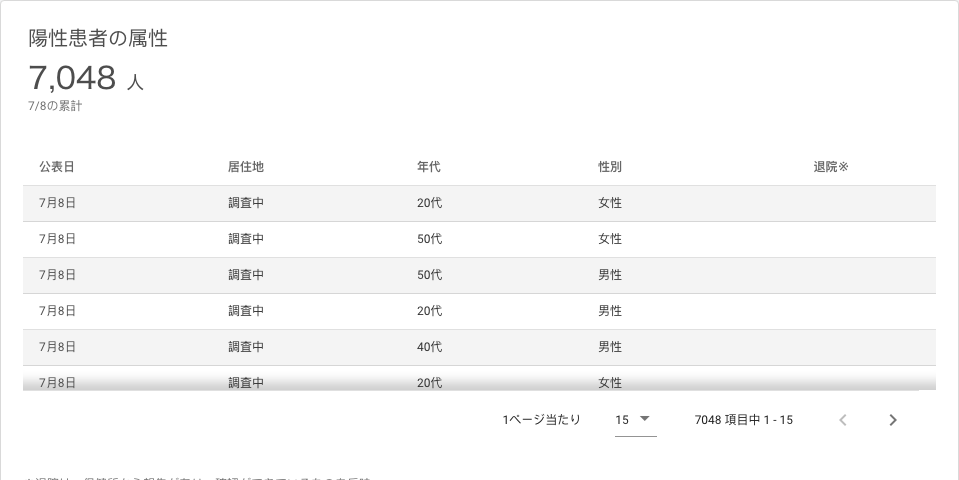 陽性患者の属性
7,048 人
7/8の累計
公表日 居住地 年代 性別 退院※
7月8日 調査中 20代 女性
7月8日 調査中 50代 女性
7月8日 調査中 50代 男性
7月8日 調査中 20代 男性
7月8日 調査中 40代 男性
7月8日 調査中 20代 女性
1ページ当たり 15 7048 項目中 1 - 15